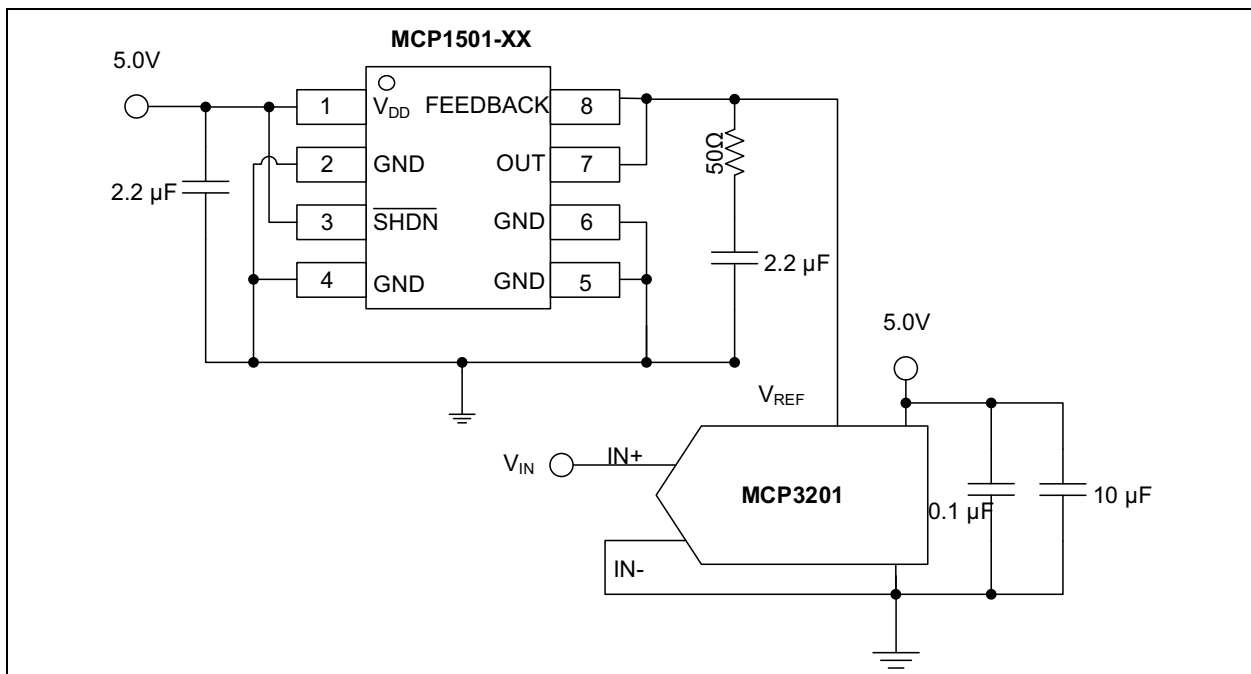 MCP1501-XX
5.0V
1
V_DD
FEEDBACK
8
2
GND
OUT
7
50Ω
2.2 µF
3
SHDN
GND
6
2.2 µF
4
GND
GND
5
5.0V
V_REF
V_IN
IN+
MCP3201
0.1 µF
10 µF
IN-